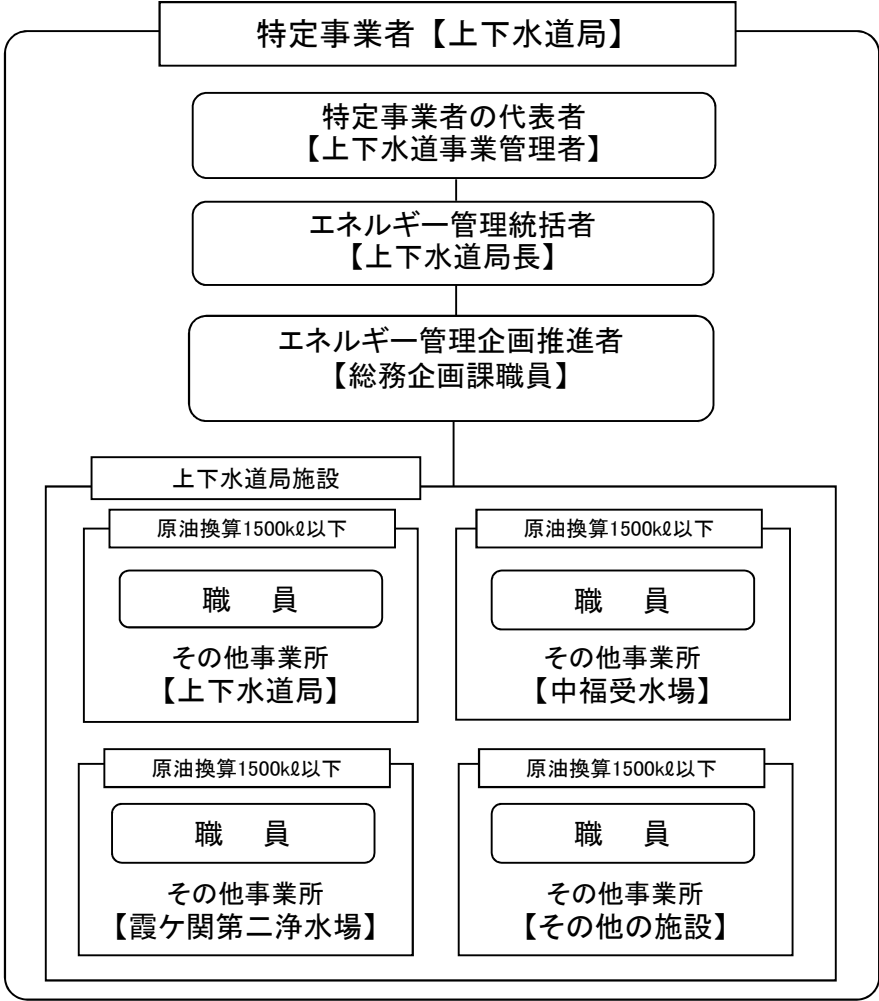 特定事業者【上下水道局】
特定事業者の代表者
【上下水道事業管理者】
エネルギー管理統括者
【上下水道局長】
エネルギー管理企画推進者
【総務企画課職員】
上下水道局施設
原油換算1500kℓ以下
職　員
その他事業所
【上下水道局】
原油換算1500kℓ以下
職　員
その他事業所
【中福受水場】
原油換算1500kℓ以下
職　員
その他事業所
【霞ケ関第二浄水場】
原油換算1500kℓ以下
職　員
その他事業所
【その他の施設】